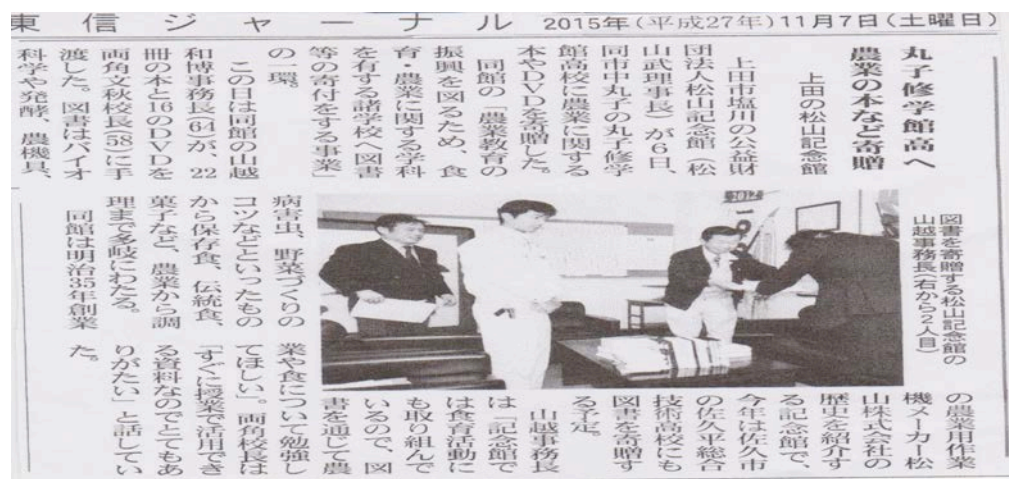 東信ジャーナル 2015年(平成27年)11月7日(土曜日)
丸子修学館高へ
農業の本など寄贈
上田の松山記念館
上田市塩川の公益財
団法人松山記念館(松
山武理事長)が6日、
同市中丸子の丸子修学
館高校に農業に関する
本やDVDを寄贈した。
同館の「農業教育の
振興を図るため、食
育・農業に関する学科
を有する諸学校へ図書
等の寄付をする事業」
の一環。
この日は同館の山越
和博事務長(64)が、22
冊の本と16のDVDを
両角文秋校長(58)に手
渡した。図書はバイオ
科学や発酵、農機具、
図書を寄贈する松山記念館の
山越事務長(右から2人目)
2012
病害虫、野菜づくりの
コツなどといったもの
から保存食、伝統食、
菓子など、農業から調
理まで多岐にわたる。
同館は明治35年創業
の農業用作業
機メーカー松
山株式会社の
歴史を紹介す
る記念館で、
今年は佐久市
の佐久平総合
技術高校にも
図書を寄贈す
る予定。
山越事務長
は「記念館で
は食育活動に
も取り組んで
いるので、図
書を通じて農
業や食について勉強し
てほしい」。両角校長は
「すぐに授業で活用でき
る資料なのでとてもあ
りがたい」と話してい
た。